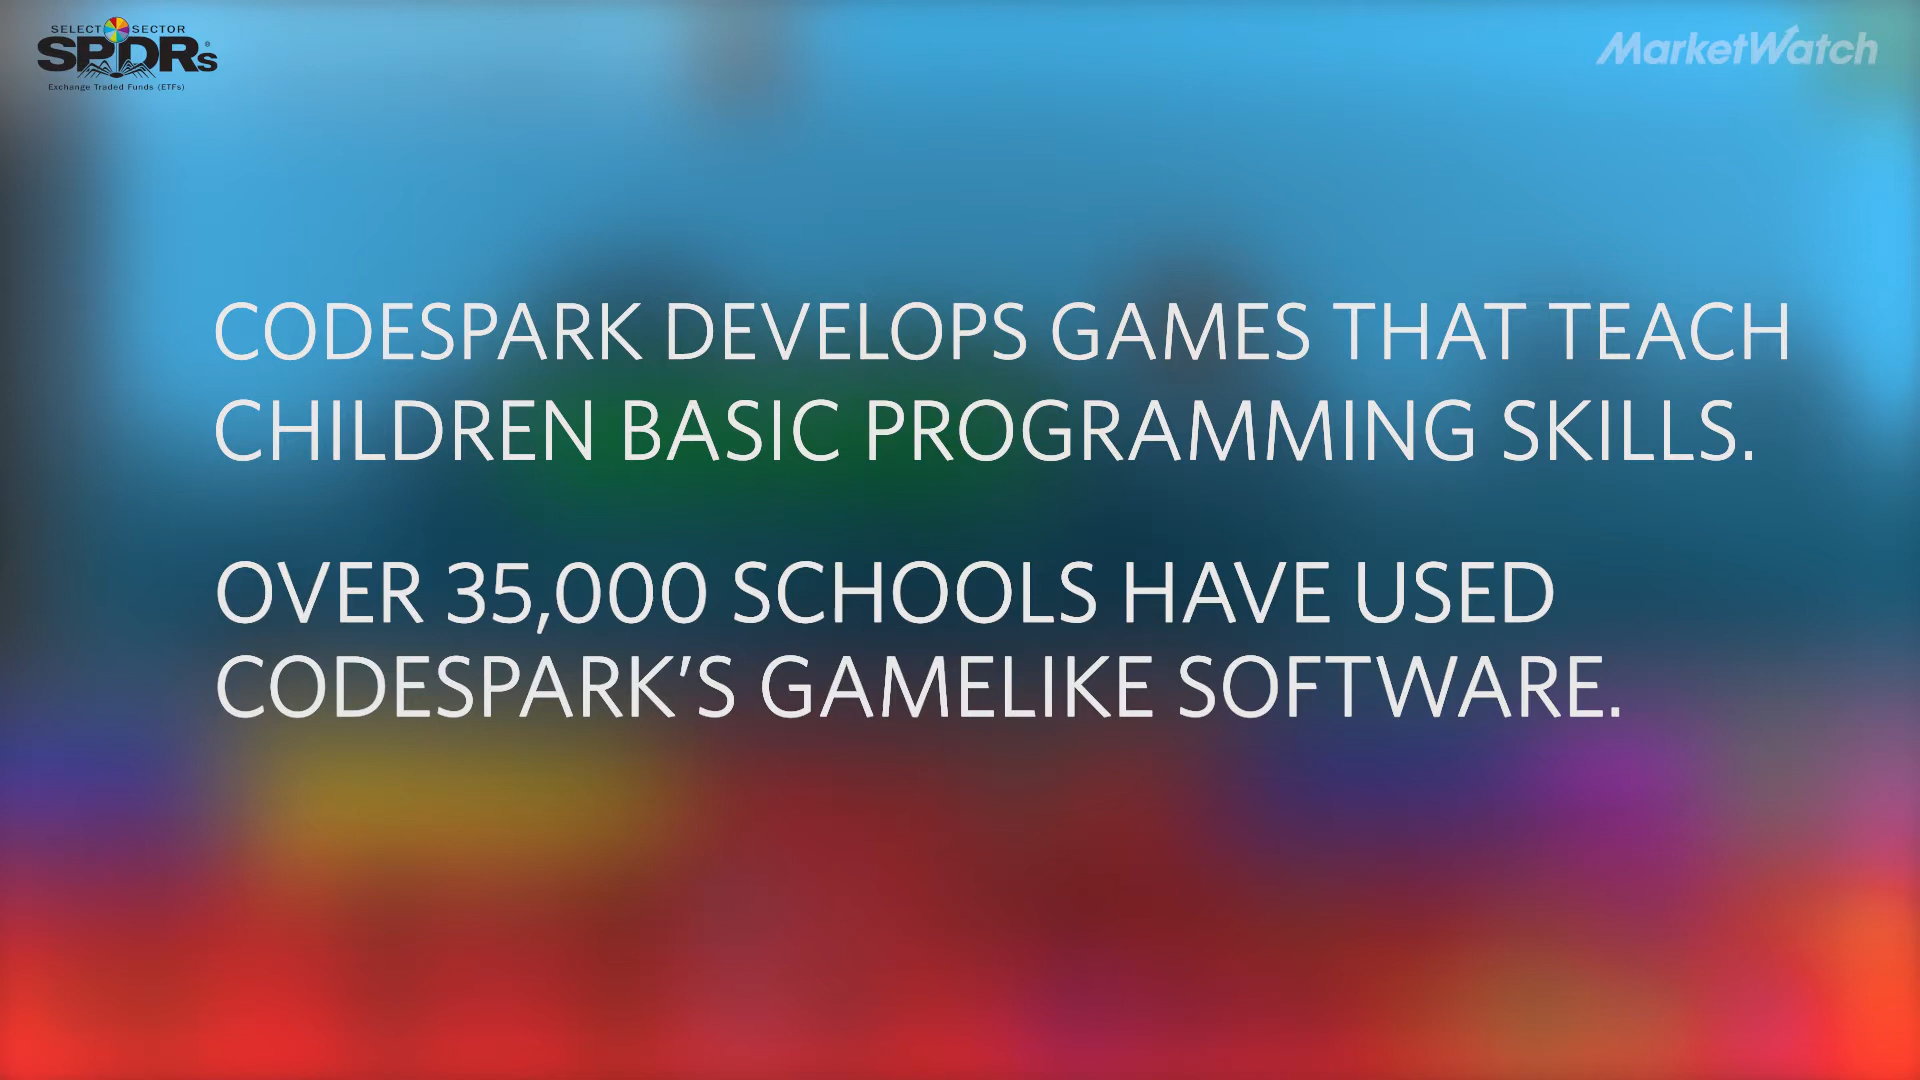 SELECT SECTOR
SPDRs®
Exchange Traded Funds (ETFs)
MarketWatch
CODESPARK DEVELOPS GAMES THAT TEACH
CHILDREN BASIC PROGRAMMING SKILLS.
OVER 35,000 SCHOOLS HAVE USED
CODESPARK’S GAMELIKE SOFTWARE.